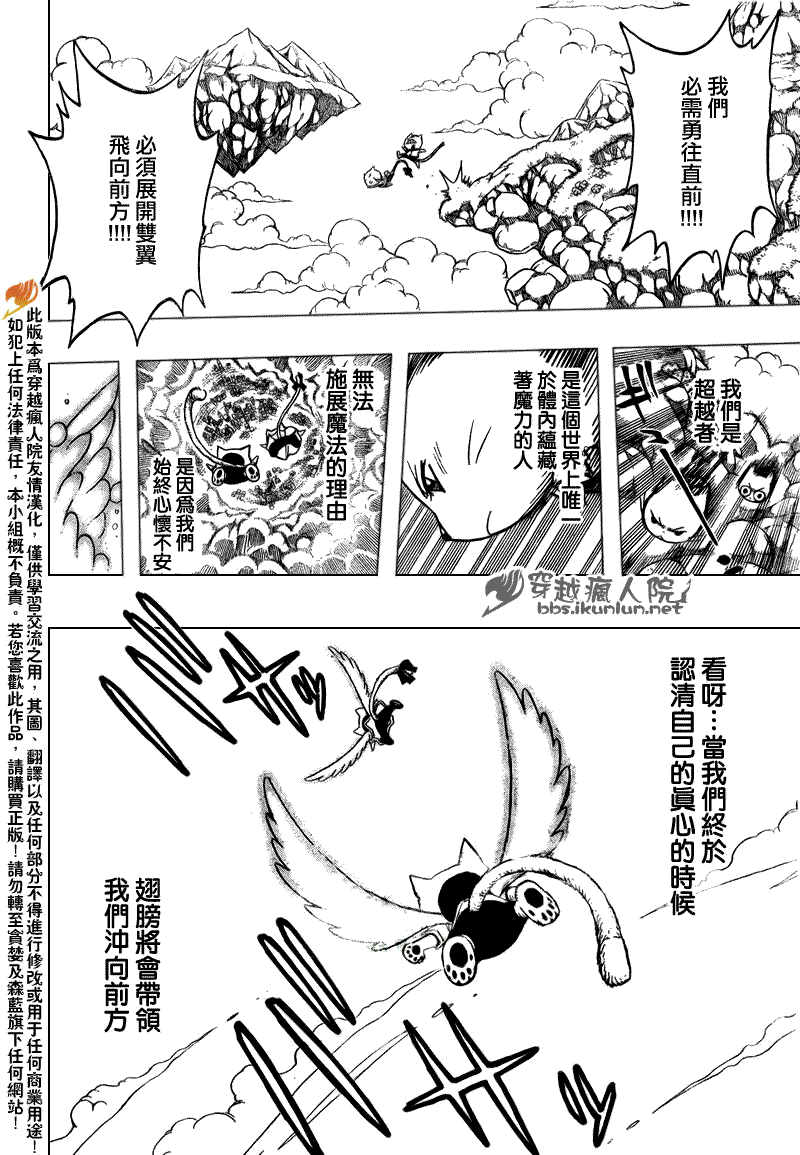 我們
必需勇往直前!!!!
必須展開雙翼
飛向前方!!!!
我們是
超越者
是這個世界上唯一
於體內蘊藏
著魔力的人
無法
施展魔法的理由
是因為我們
始終心懷不安
穿越瘋人院
bbs.ikunlun.net
看呀…當我們終於
認清自己的真心的時候
翅膀將會帶領
我們沖向前方
此版本爲穿越瘋人院友情漢化，僅供學習交流之用，其圖、翻譯以及任何部分不得進行修改或用于任何商業用途！
如犯上任何法律責任，本小組概不負責。若您喜歡此作品，請購買正版！請勿轉至貪婪及森藍旗下任何網站！